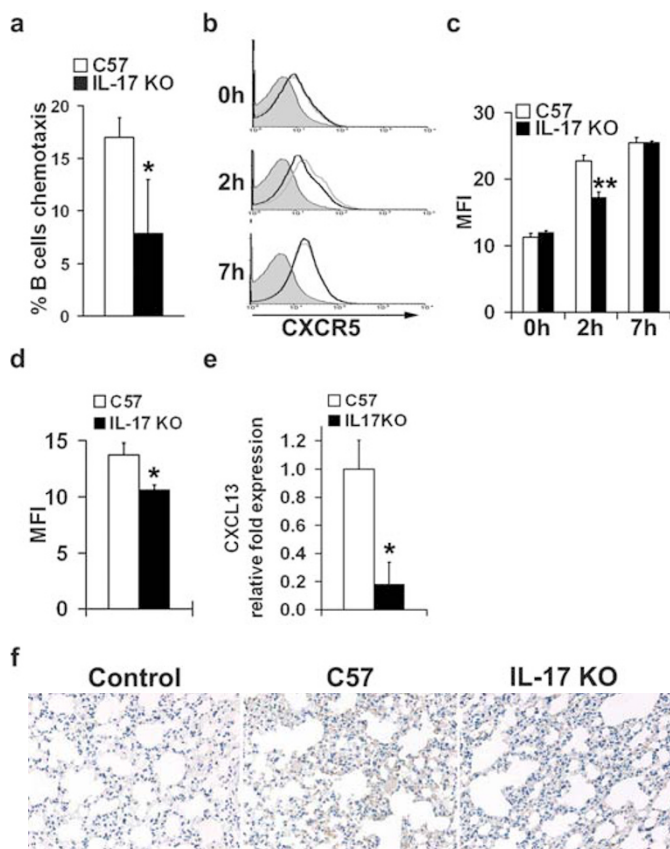 a
C57
IL-17 KO
% B cells chemotaxis
20
15
10
5
0
*
b
0h
2h
7h
CXCR5
c
C57
IL-17 KO
MFI
30
20
10
0
**
0h 2h 7h
d
C57
IL-17 KO
MFI
15
10
5
0
*
e
C57
IL17KO
CXCL13
relative fold expression
1.2
1.0
0.8
0.6
0.4
0.2
0.0
*
f
Control C57 IL-17 KO